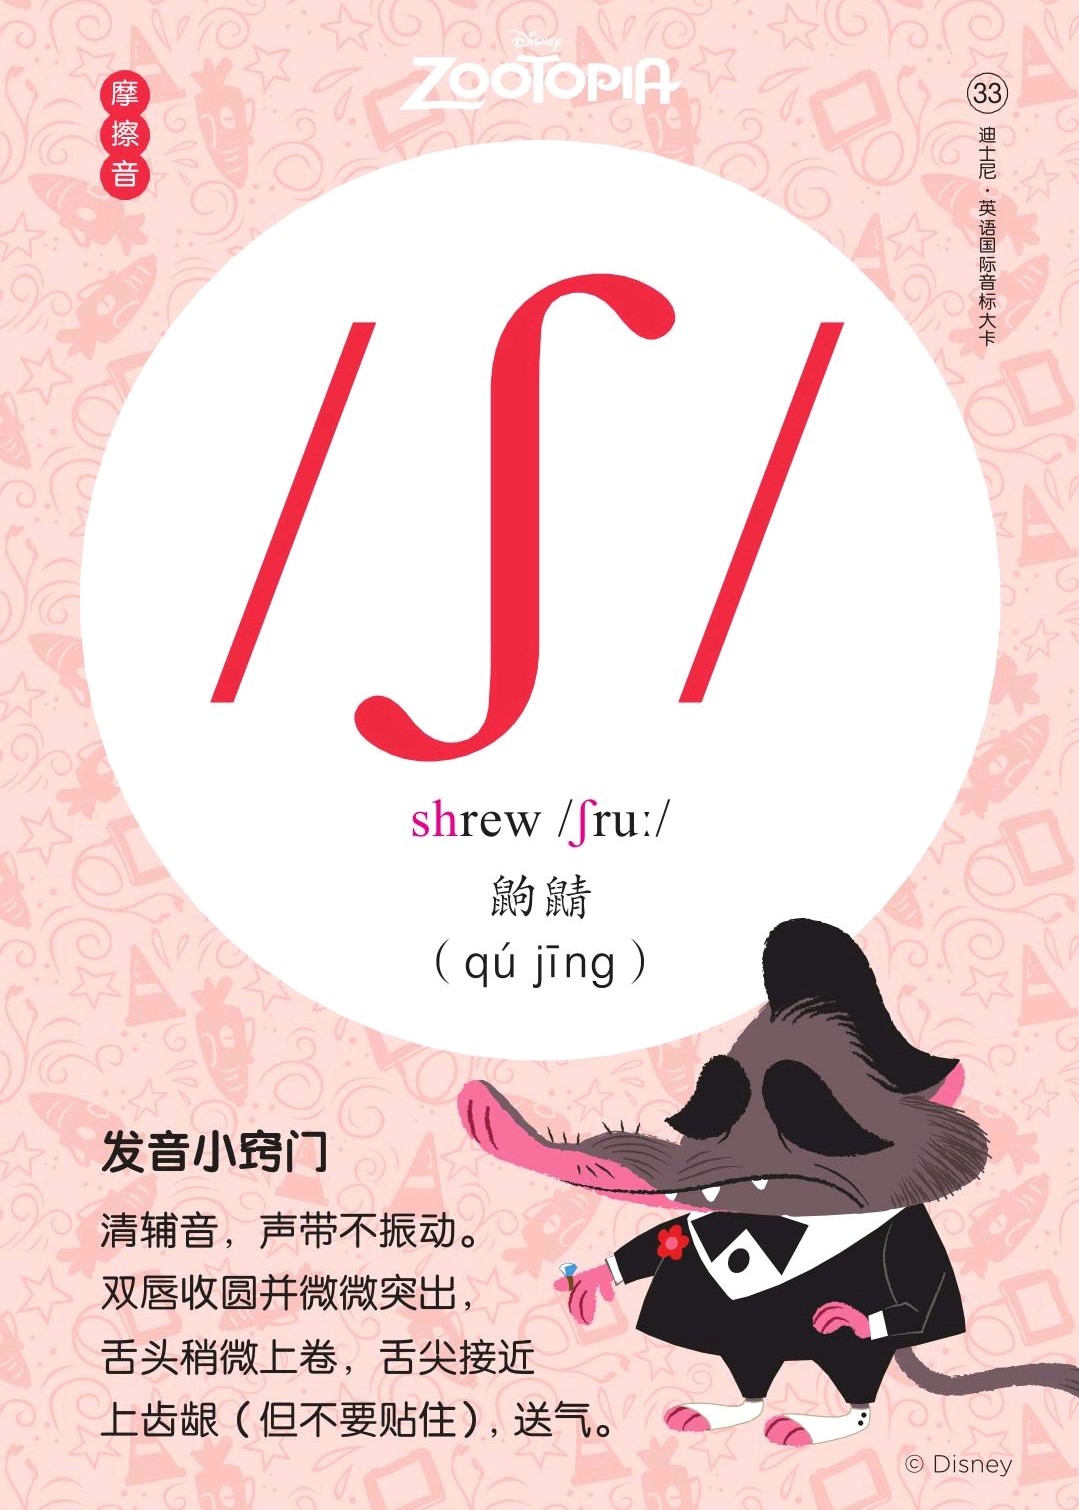 Disney
ZOOTOPIA
摩擦音
33
迪士尼·英语国际音标大卡
/ʃ/
shrew /ʃruː/
鼩鼱
（qú jīng）
发音小窍门
清辅音，声带不振动。
双唇收圆并微微突出，
舌头稍微上卷，舌尖接近
上齿龈（但不要贴住），送气。
© Disney